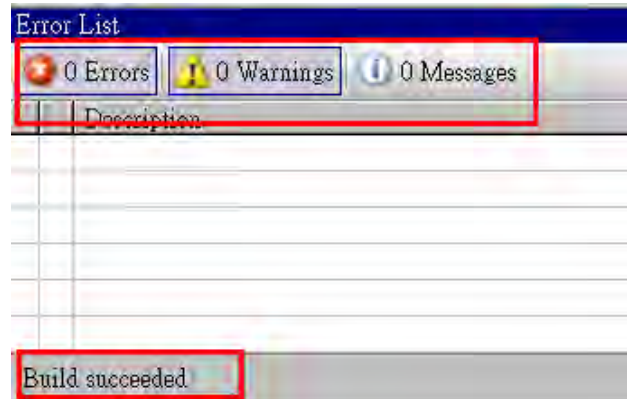 Error List
0 Errors 0 Warnings 0 Messages
Description
Build succeeded